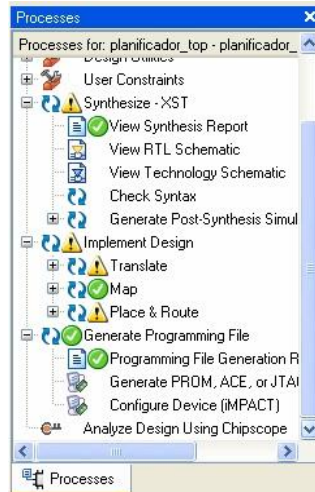 Processes
Processes for: planificador_top - planificador_
Design Utilities
User Constraints
Synthesize - XST
View Synthesis Report
View RTL Schematic
View Technology Schematic
Check Syntax
Generate Post-Synthesis Simul
Implement Design
Translate
Map
Place & Route
Generate Programming File
Programming File Generation R
Generate PROM, ACE, or JTA
Configure Device (iMPACT)
Analyze Design Using Chipscope
Processes